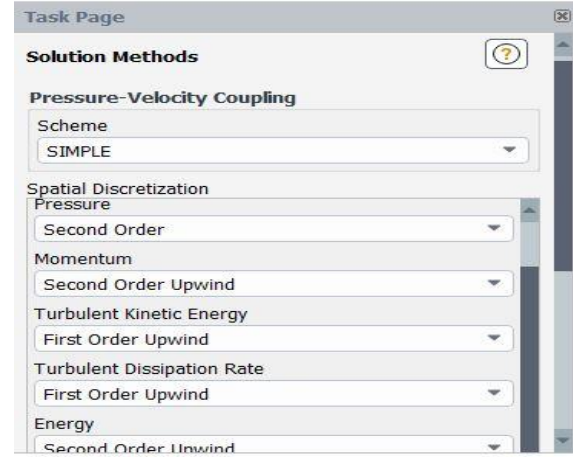 Task Page
Solution Methods
?
Pressure-Velocity Coupling
Scheme
SIMPLE
Spatial Discretization
Pressure
Second Order
Momentum
Second Order Upwind
Turbulent Kinetic Energy
First Order Upwind
Turbulent Dissipation Rate
First Order Upwind
Energy
Second Order Upwind